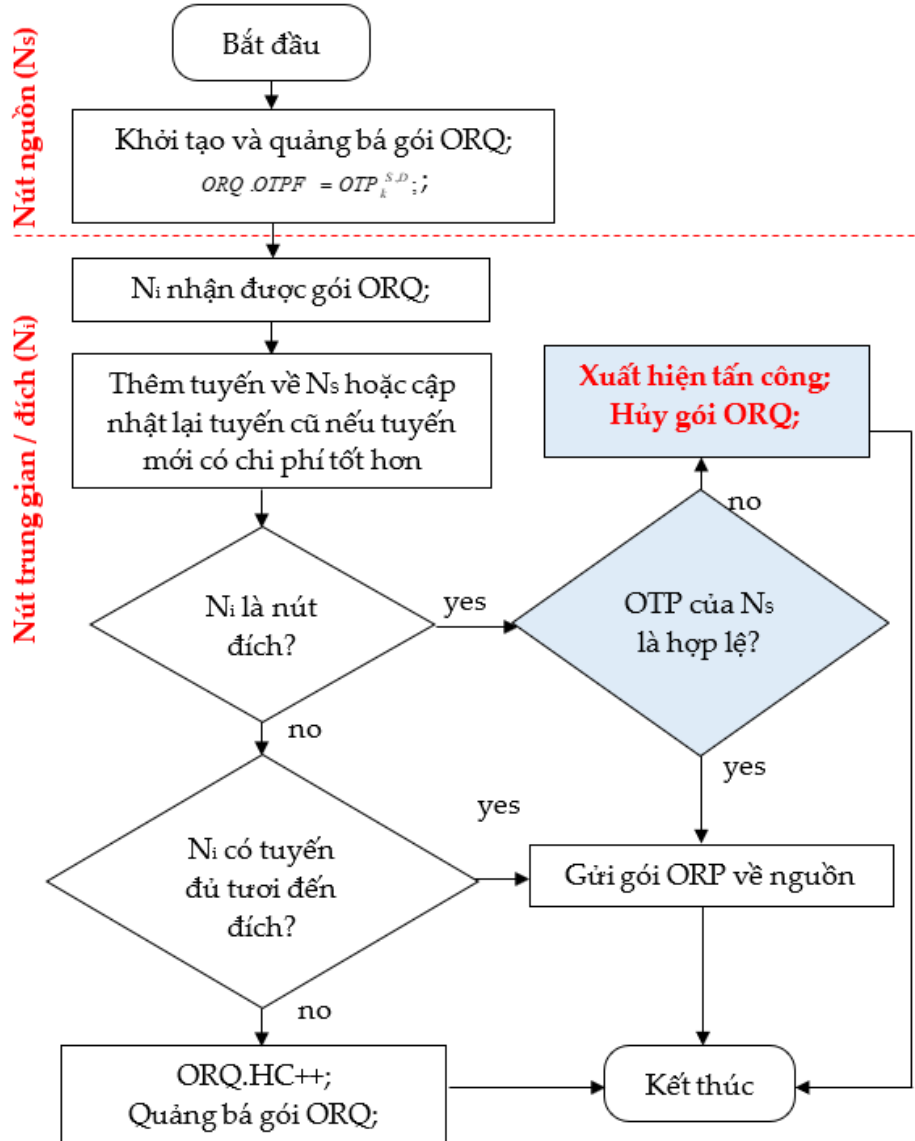 Nút nguồn (Ns)
Bắt đầu
Khởi tạo và quảng bá gói ORQ;
ORQ .OTPF = OTP_k^{S,D};;
Nút trung gian / đích (Ni)
Ni nhận được gói ORQ;
Thêm tuyến về Ns hoặc cập
nhật lại tuyến cũ nếu tuyến
mới có chi phí tốt hơn
Xuất hiện tấn công;
Hủy gói ORQ;
no
Ni là nút
đích?
yes
OTP của Ns
là hợp lệ?
no
yes
Ni có tuyến
đủ tươi đến
đích?
yes
Gửi gói ORP về nguồn
no
ORQ.HC++;
Quảng bá gói ORQ;
Kết thúc